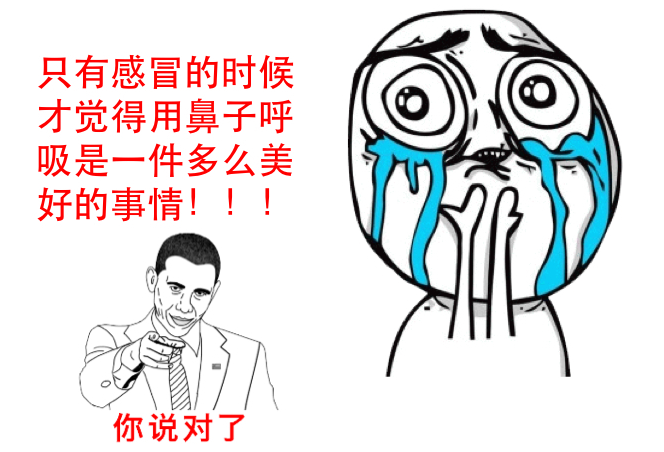 只有感冒的时候
才觉得用鼻子呼
吸是一件多么美
好的事情！！！
你说对了